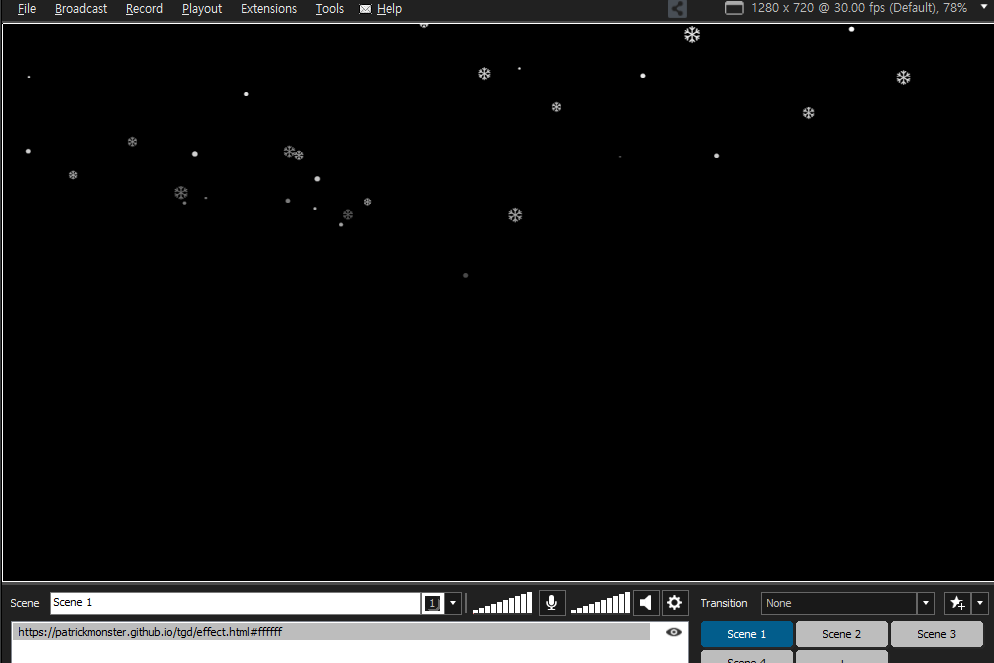 File Broadcast Record Playout Extensions Tools Help 1280 x 720 @ 30.00 fps (Default), 78%
Scene Scene 1 1 Transition None
https://patrickmonster.github.io/tgd/effect.html#ffffff
Scene 1 Scene 2 Scene 3
Scene 4